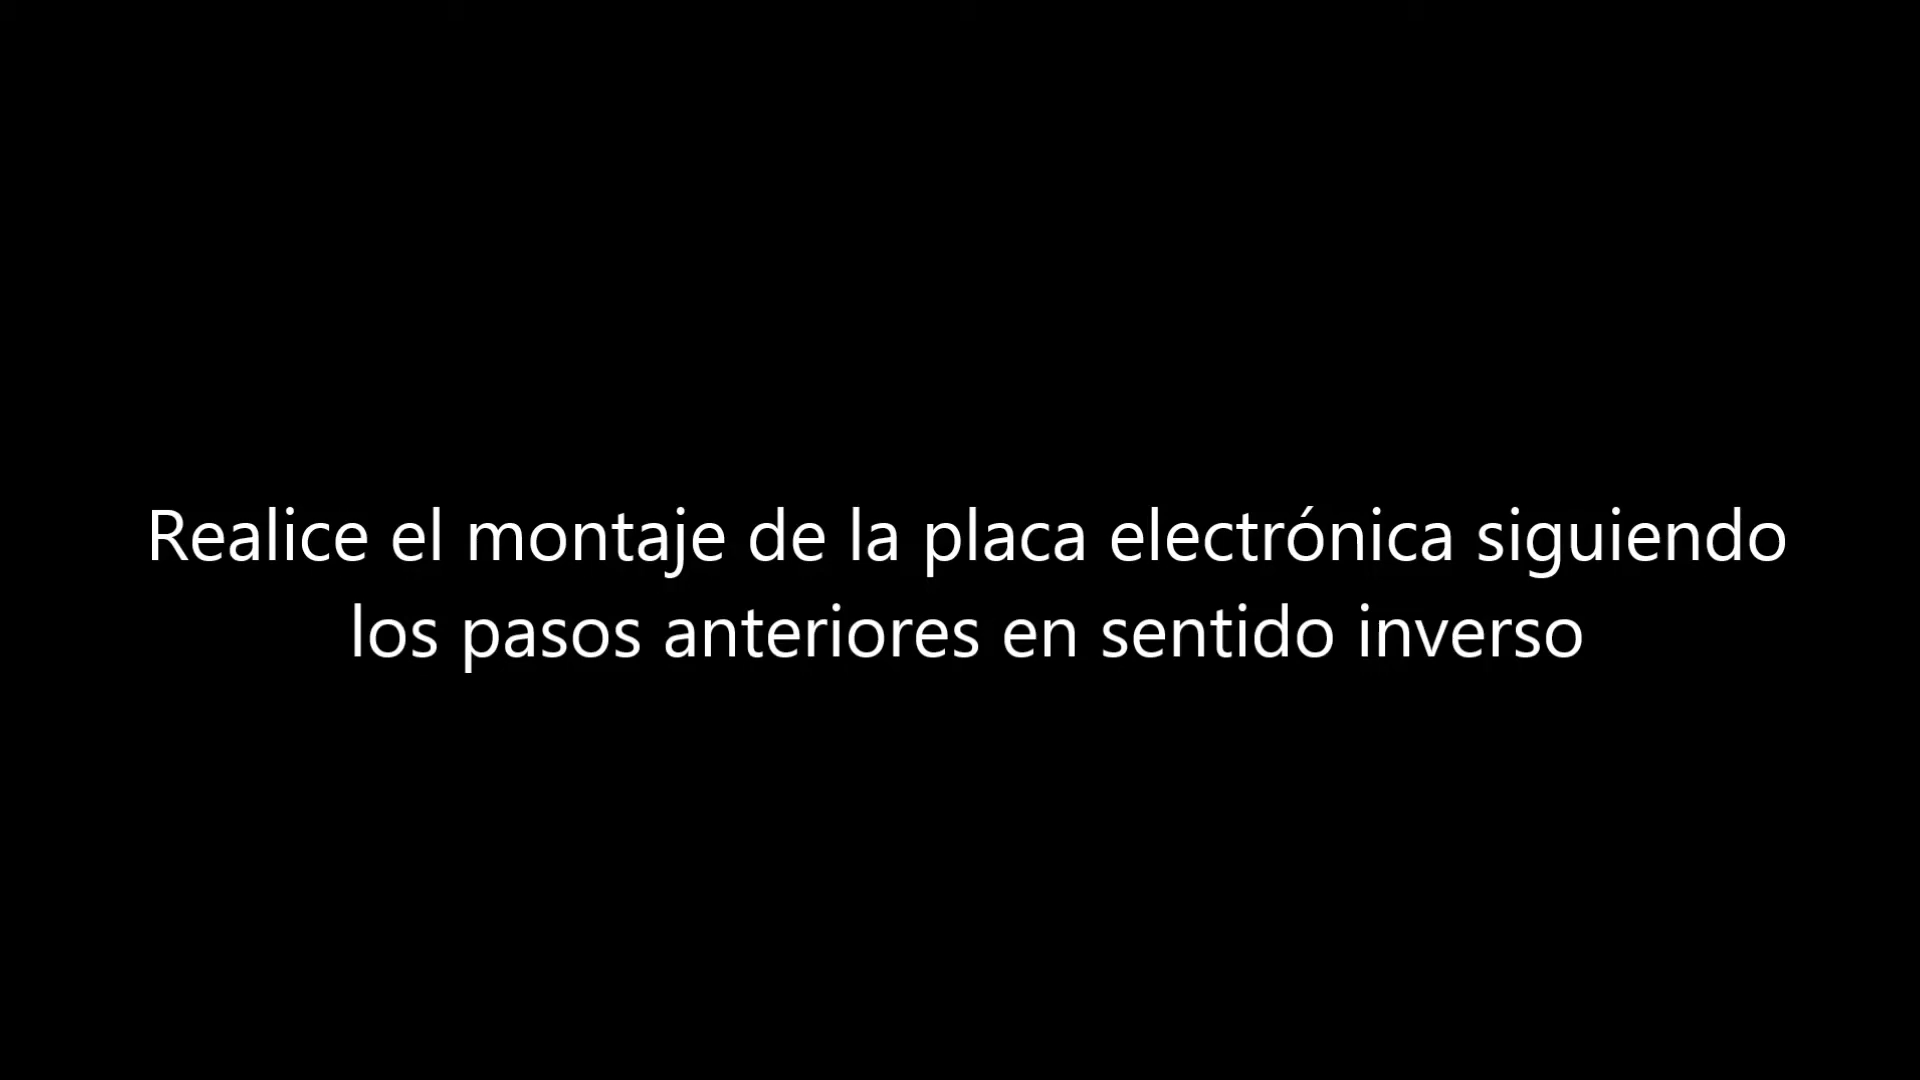 Realice el montaje de la placa electrónica siguiendo
los pasos anteriores en sentido inverso